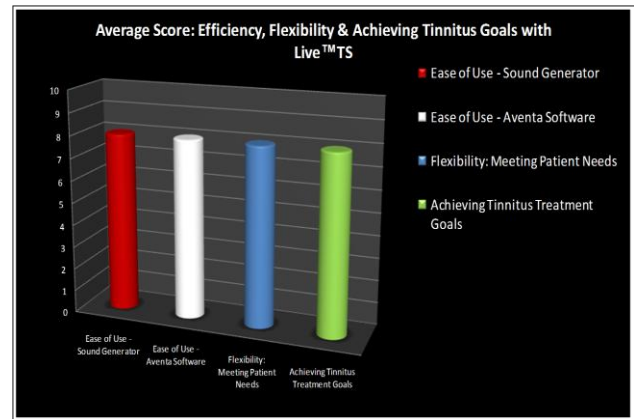 Average Score: Efficiency, Flexibility & Achieving Tinnitus Goals with
Live™TS
10
9
8
7
6
5
4
3
2
1
0
Ease of Use -
Sound Generator
Ease of Use -
Aventa Software
Flexibility:
Meeting Patient
Needs
Achieving Tinnitus
Treatment Goals
Ease of Use - Sound Generator
Ease of Use - Aventa Software
Flexibility: Meeting Patient Needs
Achieving Tinnitus Treatment
Goals